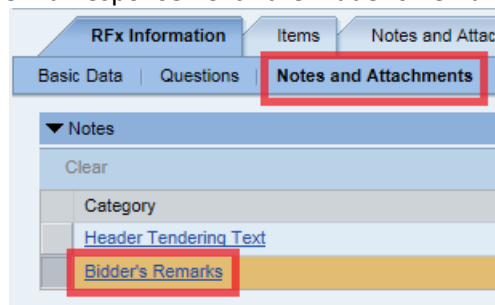 RFx Information Items Notes and
Basic Data | Questions | Notes and Attachments
Notes
Clear
Category
Header Tendering Text
Bidder's Remarks